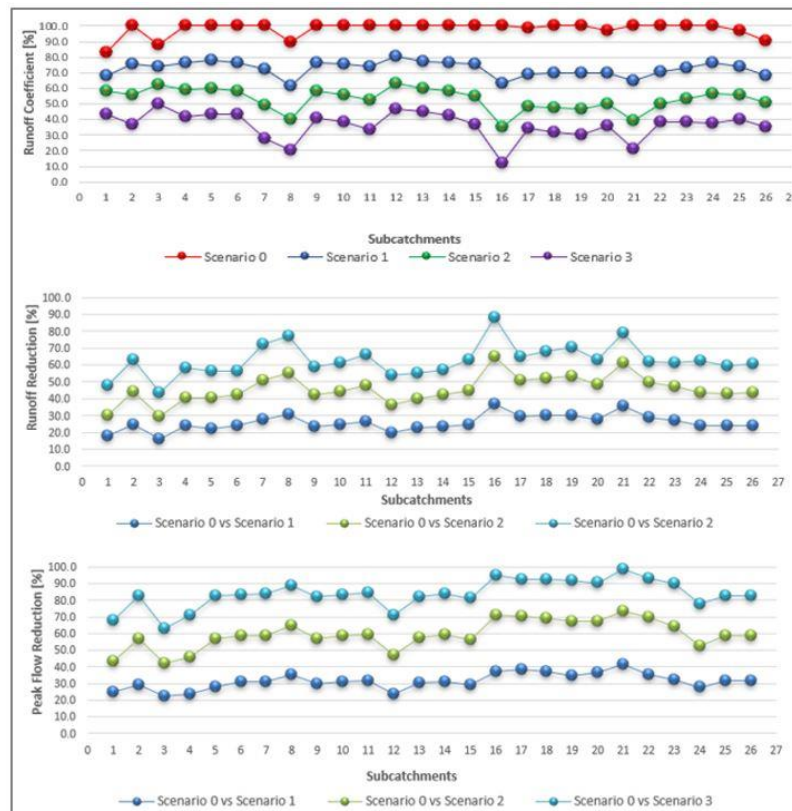 100.0
90.0
80.0
70.0
60.0
50.0
40.0
30.0
20.0
10.0
0.0
Runoff Coefficient [%]
0 1 2 3 4 5 6 7 8 9 10 11 12 13 14 15 16 17 18 19 20 21 22 23 24 25 26
Subcatchments
Scenario 0 Scenario 1 Scenario 2 Scenario 3
100.0
90.0
80.0
70.0
60.0
50.0
40.0
30.0
20.0
10.0
0.0
Runoff Reduction [%]
0 1 2 3 4 5 6 7 8 9 10 11 12 13 14 15 16 17 18 19 20 21 22 23 24 25 26 27
Subcatchments
Scenario 0 vs Scenario 1 Scenario 0 vs Scenario 2 Scenario 0 vs Scenario 2
100.0
90.0
80.0
70.0
60.0
50.0
40.0
30.0
20.0
10.0
0.0
Peak Flow Reduction [%]
0 1 2 3 4 5 6 7 8 9 10 11 12 13 14 15 16 17 18 19 20 21 22 23 24 25 26 27
Subcatchments
Scenario 0 vs Scenario 1 Scenario 0 vs Scenario 2 Scenario 0 vs Scenario 3